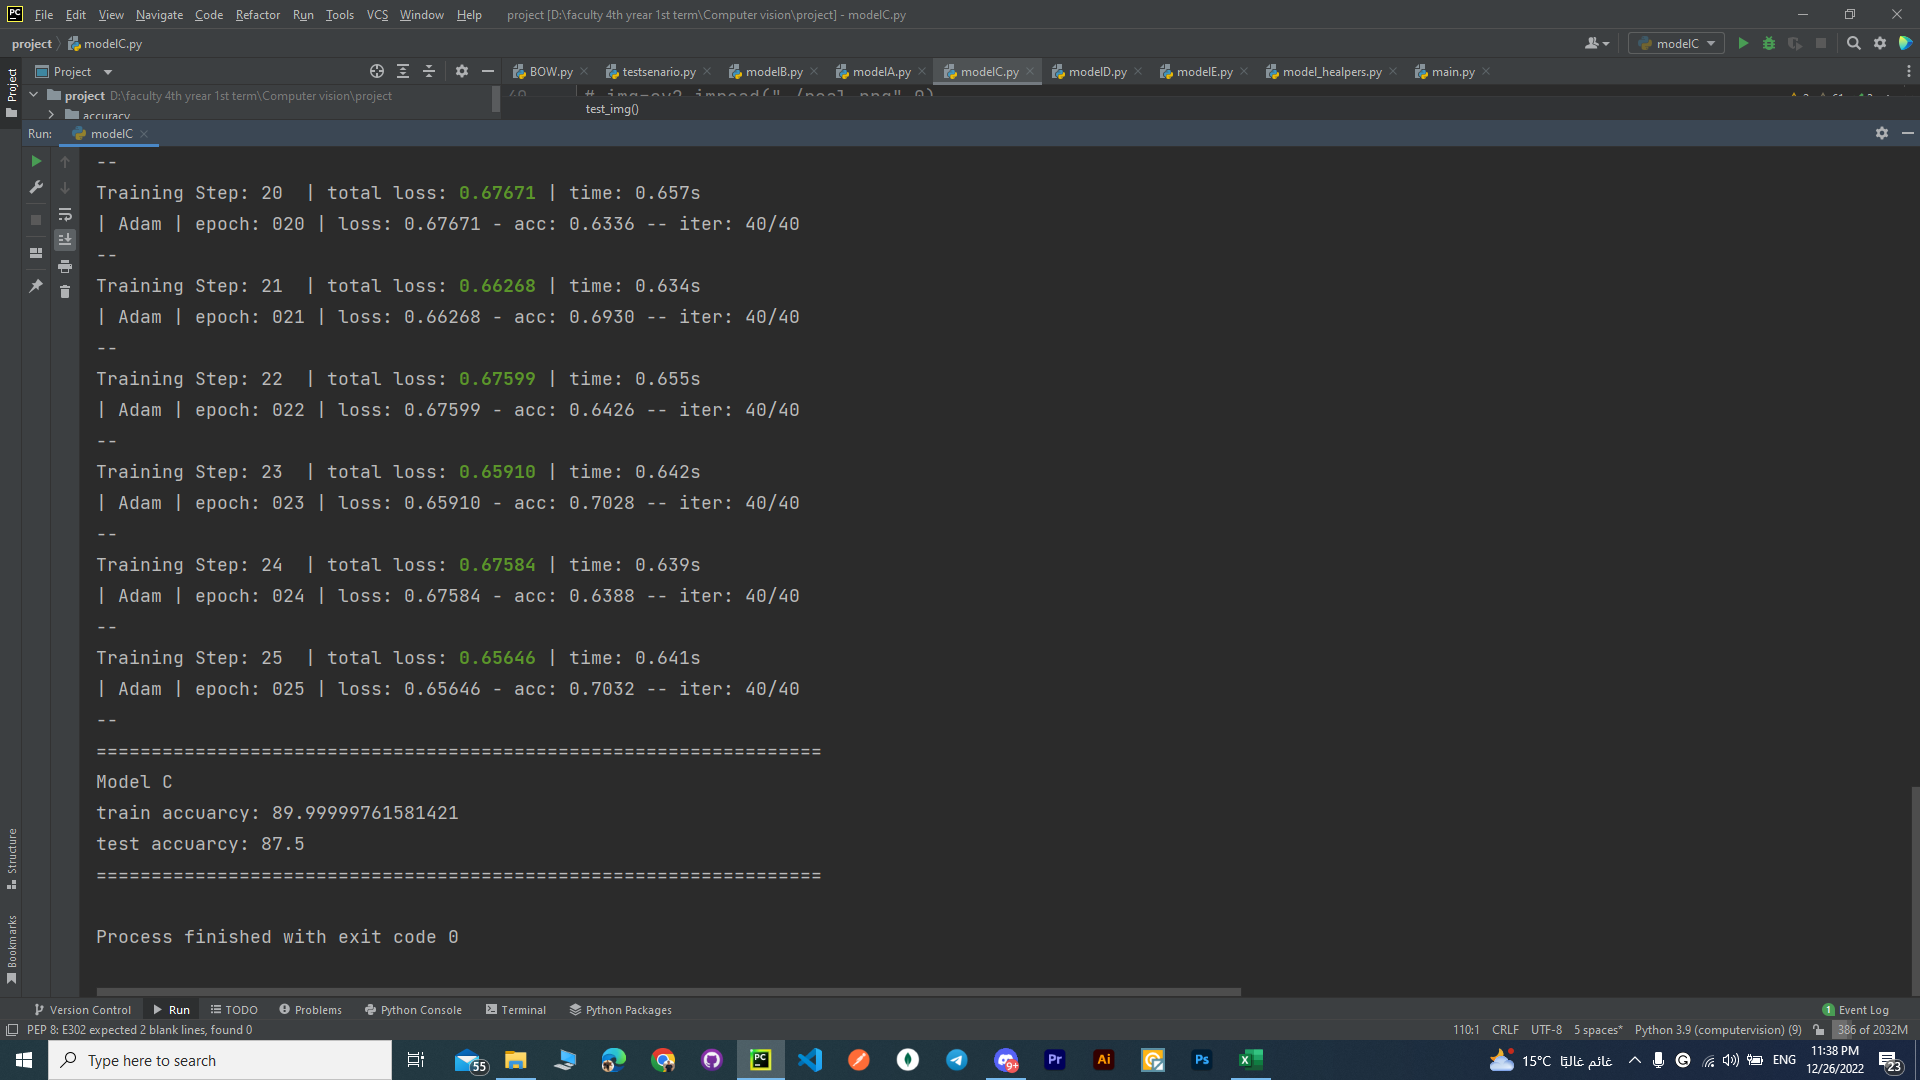 File Edit View Navigate Code Refactor Run Tools VCS Window Help project [D:\faculty 4th yrear 1st term\Computer vision\project] - modelC.py
project modelC.py modelC
Project
BOW.py testsenario.py modelB.py modelA.py modelC.py modelD.py modelE.py model_healpers.py main.py
project D:\faculty 4th yrear 1st term\Computer vision\project
accuracy
test_img()
Run: modelC
--
Training Step: 20 | total loss: 0.67671 | time: 0.657s
| Adam | epoch: 020 | loss: 0.67671 - acc: 0.6336 -- iter: 40/40
--
Training Step: 21 | total loss: 0.66268 | time: 0.634s
| Adam | epoch: 021 | loss: 0.66268 - acc: 0.6930 -- iter: 40/40
--
Training Step: 22 | total loss: 0.67599 | time: 0.655s
| Adam | epoch: 022 | loss: 0.67599 - acc: 0.6426 -- iter: 40/40
--
Training Step: 23 | total loss: 0.65910 | time: 0.642s
| Adam | epoch: 023 | loss: 0.65910 - acc: 0.7028 -- iter: 40/40
--
Training Step: 24 | total loss: 0.67584 | time: 0.639s
| Adam | epoch: 024 | loss: 0.67584 - acc: 0.6388 -- iter: 40/40
--
Training Step: 25 | total loss: 0.65646 | time: 0.641s
| Adam | epoch: 025 | loss: 0.65646 - acc: 0.7032 -- iter: 40/40
--
==================================================================
Model C
train accuarcy: 89.99999761581421
test accuarcy: 87.5
==================================================================
Process finished with exit code 0
Project
Structure
Bookmarks
Version Control Run TODO Problems Python Console Terminal Python Packages 1 Event Log
PEP 8: E302 expected 2 blank lines, found 0 110:1 CRLF UTF-8 5 spaces* Python 3.9 (computervision) (9) 386 of 2032M
Type here to search 55 PC 9+ Pr Ai Ps 15°C غائم غالبًا ENG 11:38 PM
12/26/2022 23